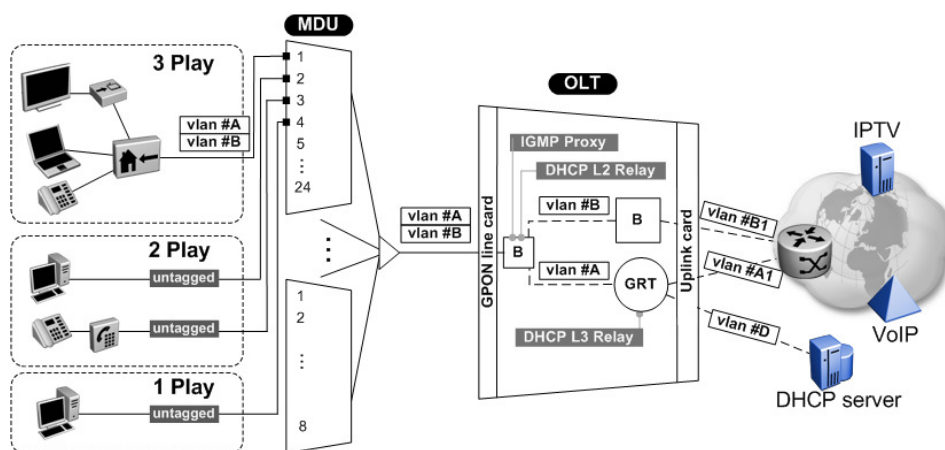 MDU
3 Play
vlan #A
vlan #B
1
2
3
4
5
...
24
2 Play
untagged
untagged
1 Play
untagged
...
1
2
...
8
vlan #A
vlan #B
OLT
GPON line card
IGMP Proxy
DHCP L2 Relay
vlan #B
B
B
vlan #A
GRT
DHCP L3 Relay
Uplink card
vlan #B1
vlan #A1
vlan #D
IPTV
VoIP
DHCP server